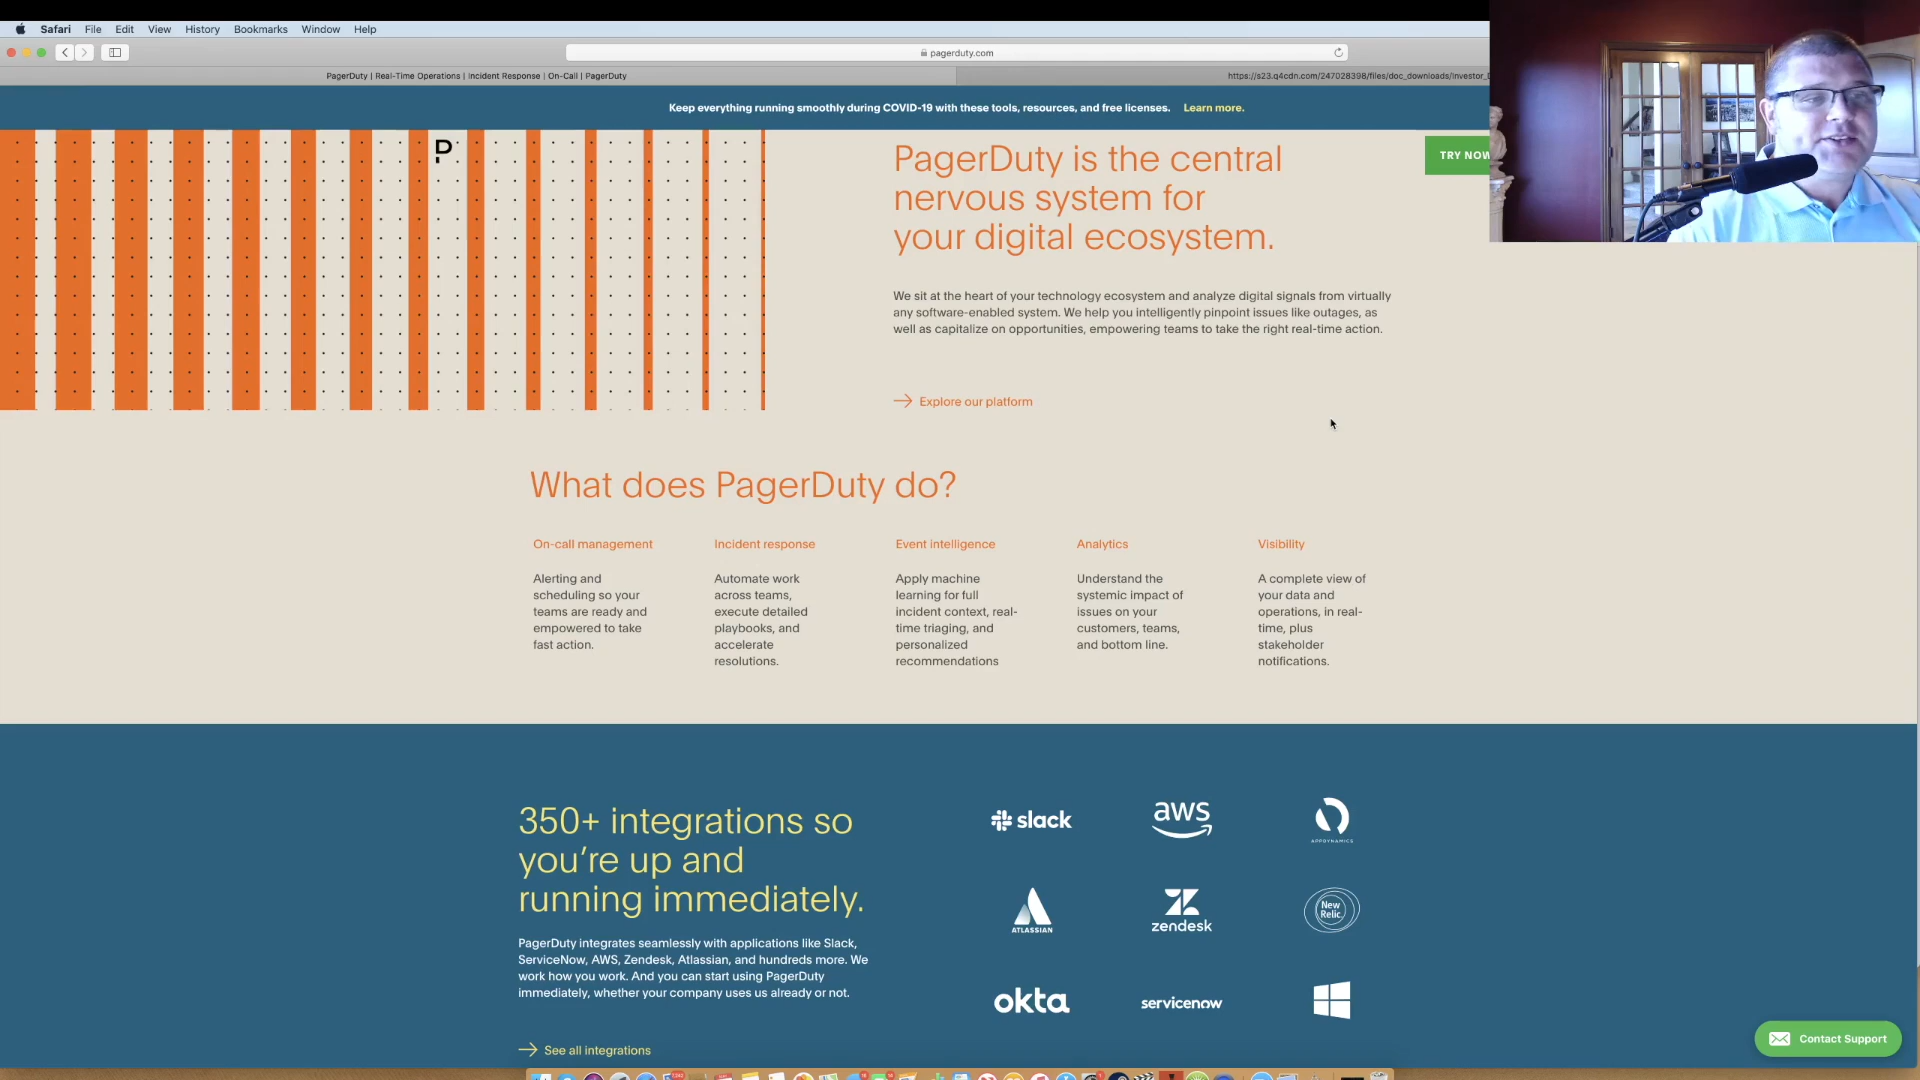 Safari File Edit View History Bookmarks Window Help
pagerduty.com
PagerDuty | Real-Time Operations | Incident Response | On-Call | PagerDuty
https://s23.q4cdn.com/247028398/files/doc_downloads/Investor_
Keep everything running smoothly during COVID-19 with these tools, resources, and free licenses. Learn more.
P
TRY NOW
PagerDuty is the central
nervous system for
your digital ecosystem.
We sit at the heart of your technology ecosystem and analyze digital signals from virtually
any software-enabled system. We help you intelligently pinpoint issues like outages, as
well as capitalize on opportunities, empowering teams to take the right real-time action.
Explore our platform
What does PagerDuty do?
On-call management
Alerting and
scheduling so your
teams are ready and
empowered to take
fast action.
Incident response
Automate work
across teams,
execute detailed
playbooks, and
accelerate
resolutions.
Event intelligence
Apply machine
learning for full
incident context, real-
time triaging, and
personalized
recommendations
Analytics
Understand the
systemic impact of
issues on your
customers, teams,
and bottom line.
Visibility
A complete view of
your data and
operations, in real-
time, plus
stakeholder
notifications.
350+ integrations so
you’re up and
running immediately.
PagerDuty integrates seamlessly with applications like Slack,
ServiceNow, AWS, Zendesk, Atlassian, and hundreds more. We
work how you work. And you can start using PagerDuty
immediately, whether your company uses us already or not.
See all integrations
slack
aws
APPDYNAMICS
ATLASSIAN
zendesk
New
Relic.
okta
servicenow
Contact Support